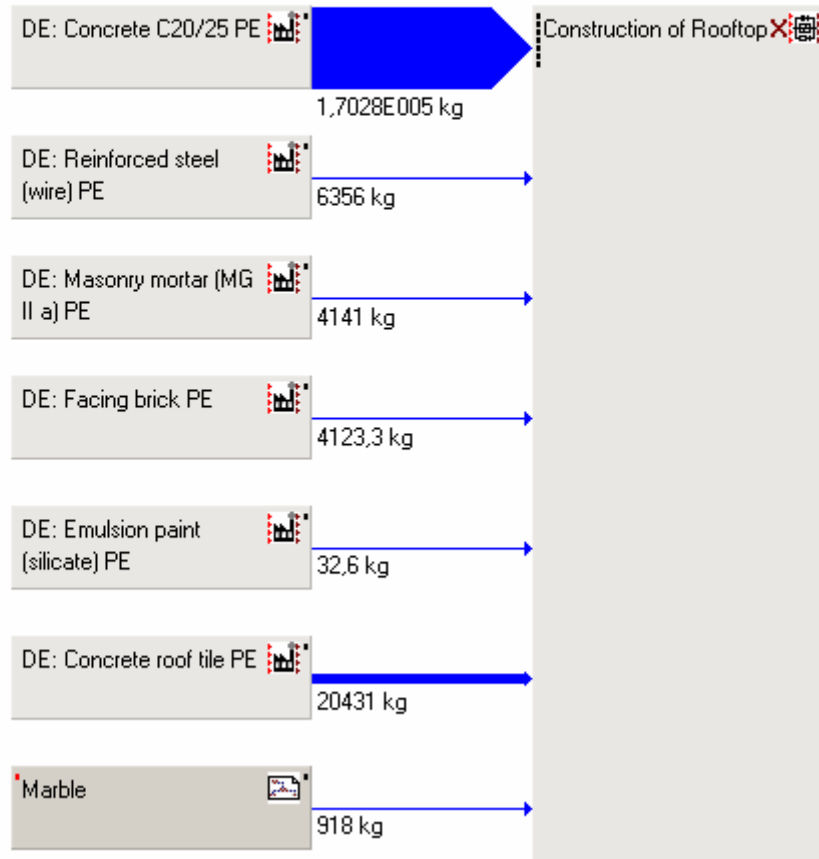 DE: Concrete C20/25 PE
Construction of Rooftop
1,7028E005 kg
DE: Reinforced steel
(wire) PE
6356 kg
DE: Masonry mortar (MG
II a) PE
4141 kg
DE: Facing brick PE
4123,3 kg
DE: Emulsion paint
(silicate) PE
32,6 kg
DE: Concrete roof tile PE
20431 kg
Marble
918 kg